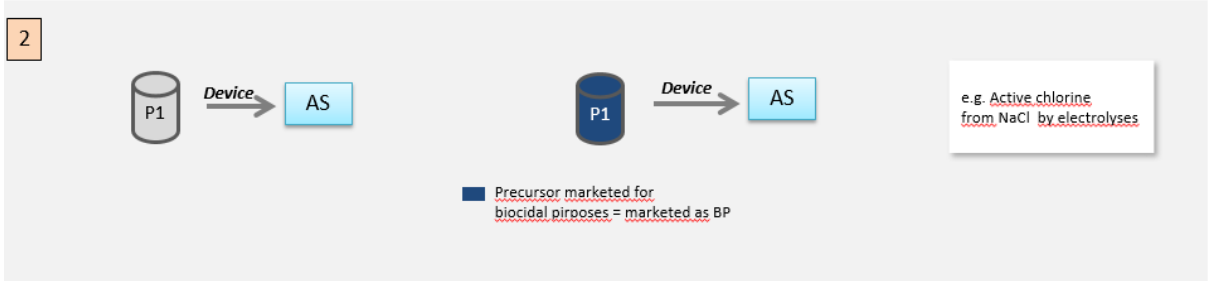 2
P1
Device
AS
P1
Device
AS
e.g. Active chlorine
from NaCl by electrolyses
Precursor marketed for
biocidal pirposes = marketed as BP